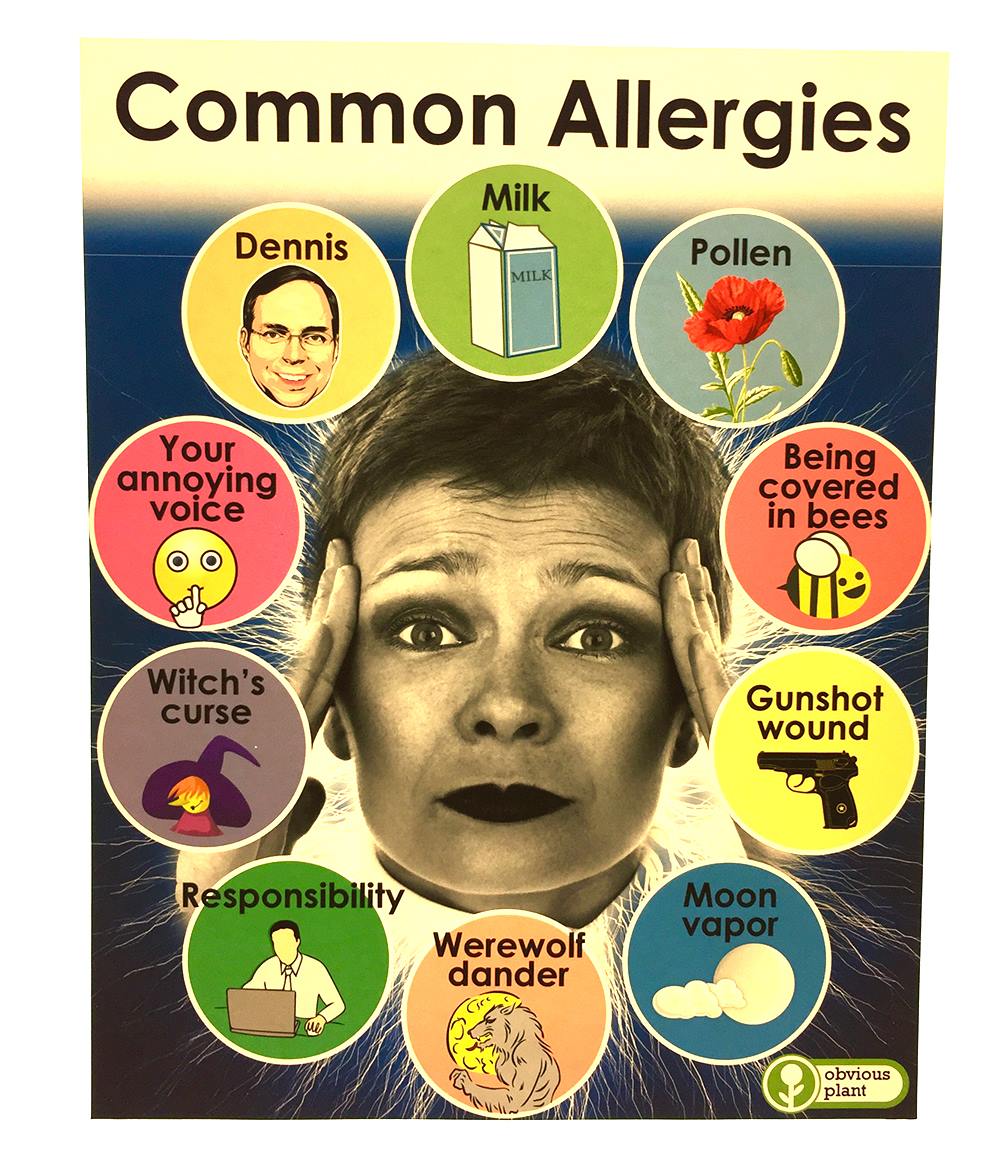 Common Allergies
Milk
MILK
Pollen
Being
covered
in bees
Gunshot
wound
Moon
vapor
Werewolf
dander
Responsibility
Witch's
curse
Your
annoying
voice
Dennis
obvious
plant